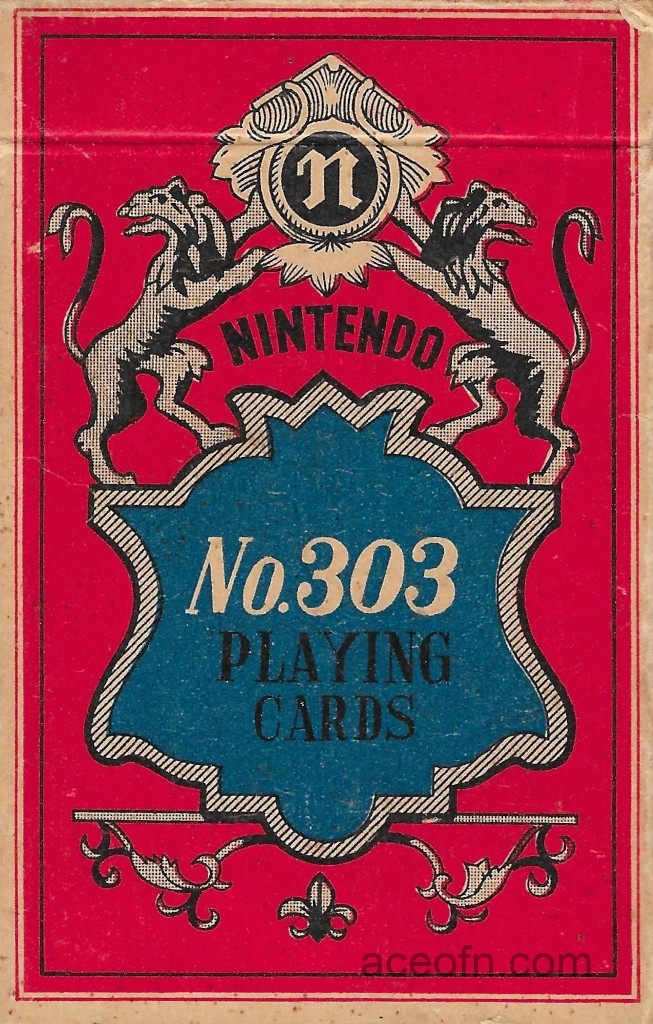 n
NINTENDO
No.303
PLAYING
CARDS
aceofn.com